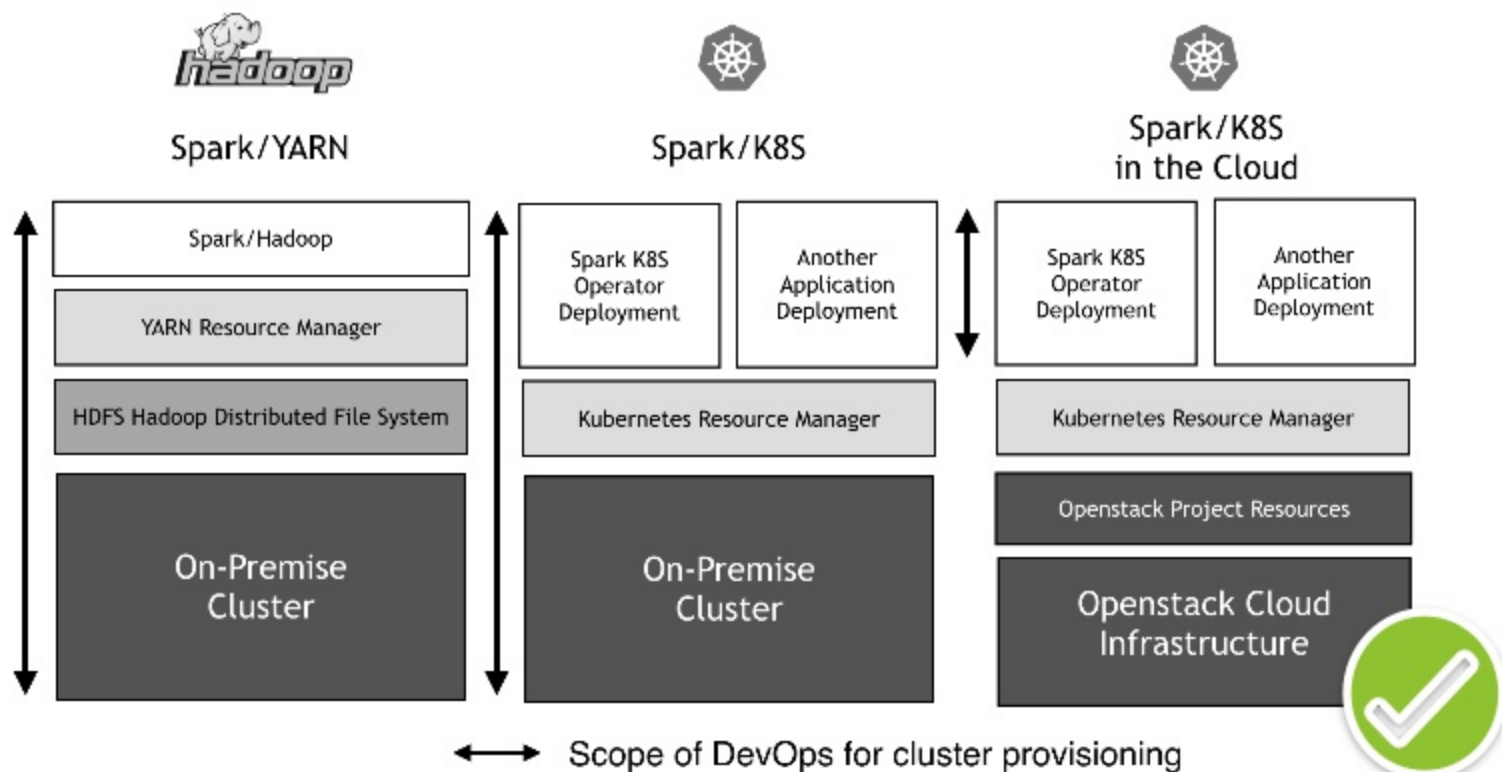 hadoop
Spark/YARN
Spark/Hadoop
YARN Resource Manager
HDFS Hadoop Distributed File System
On-Premise
Cluster
Spark/K8S
Spark K8S
Operator
Deployment
Another
Application
Deployment
Kubernetes Resource Manager
On-Premise
Cluster
Spark/K8S
in the Cloud
Spark K8S
Operator
Deployment
Another
Application
Deployment
Kubernetes Resource Manager
Openstack Project Resources
Openstack Cloud
Infrastructure
Scope of DevOps for cluster provisioning